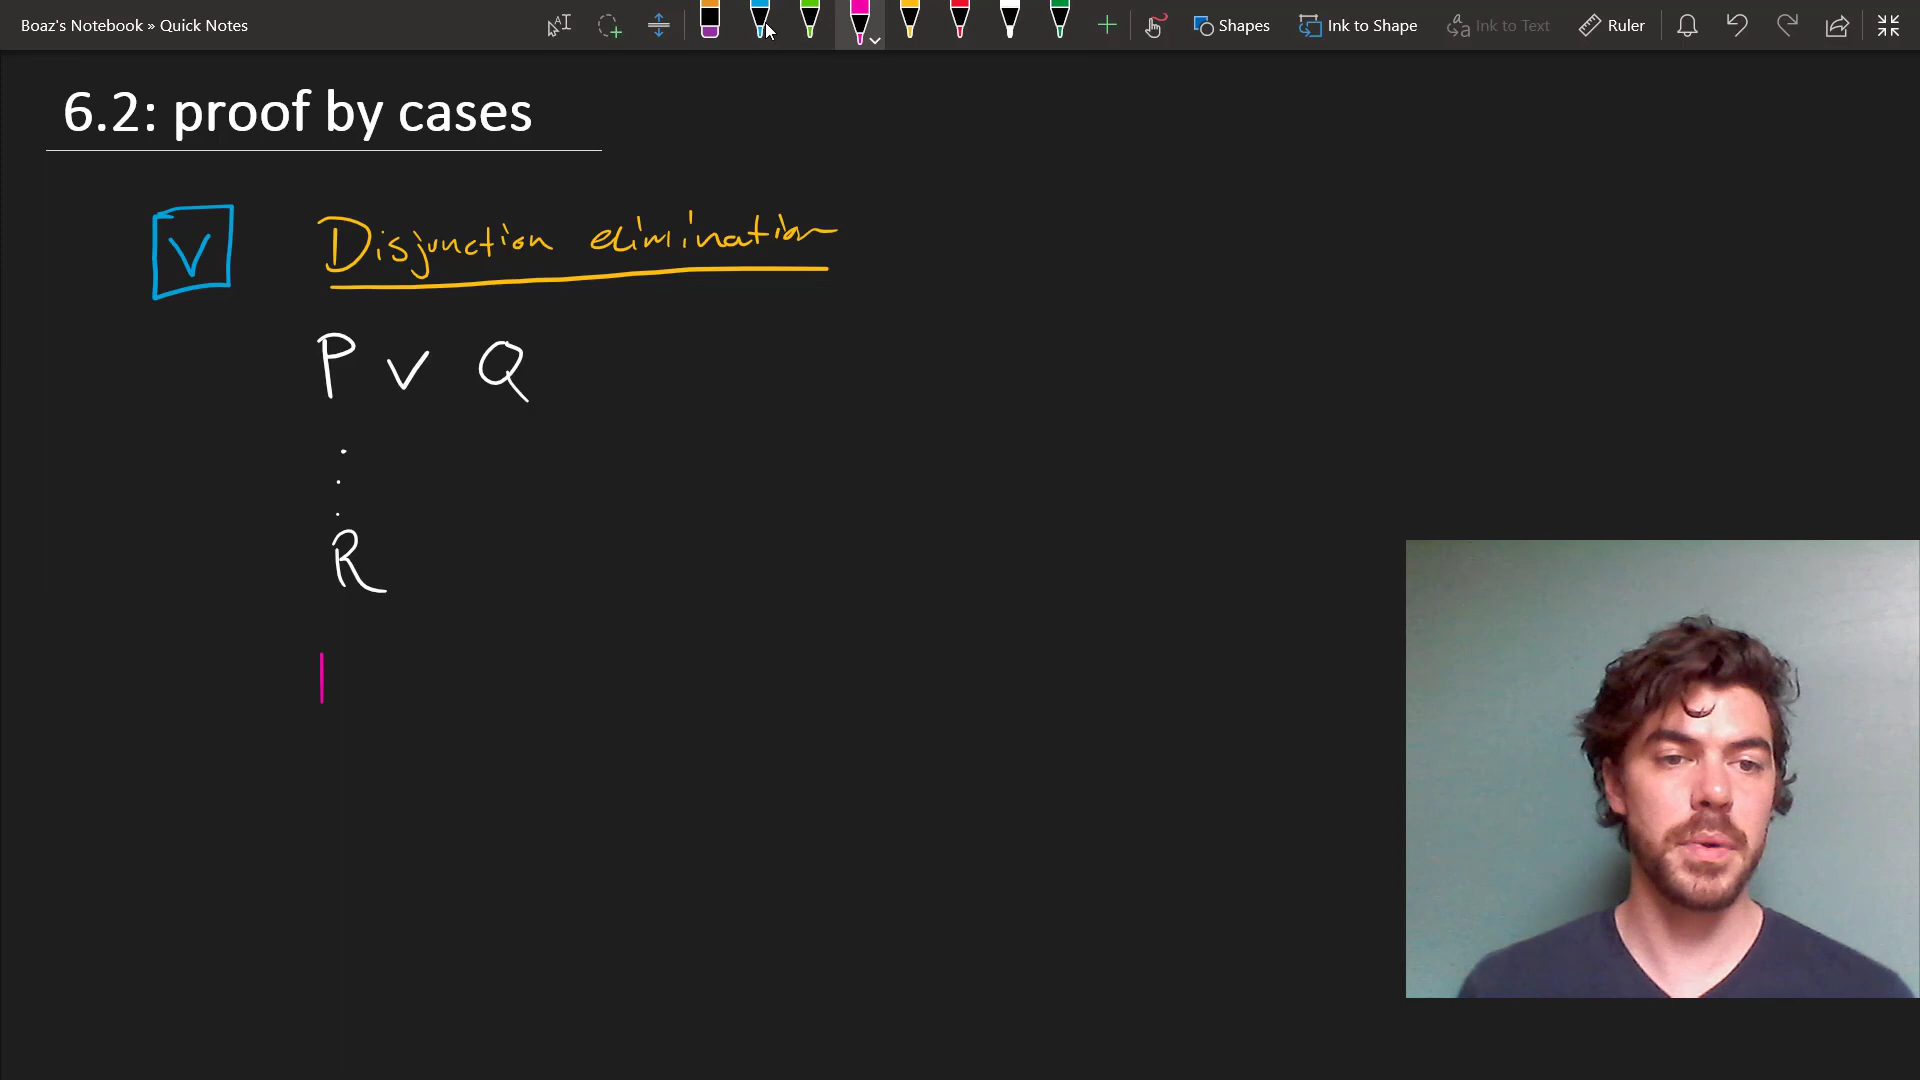 Boaz's Notebook » Quick Notes
Shapes
Ink to Shape
Ink to Text
Ruler
6.2: proof by cases
∨
Disjunction elimination
P ∨ Q
.
.
.
R